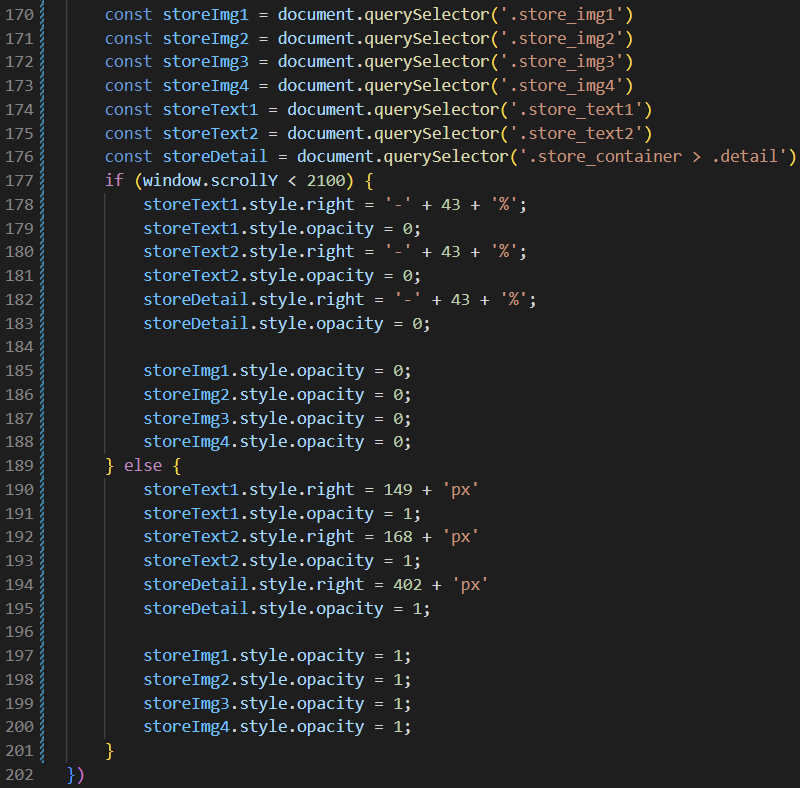 170 const storeImg1 = document.querySelector('.store_img1')
171 const storeImg2 = document.querySelector('.store_img2')
172 const storeImg3 = document.querySelector('.store_img3')
173 const storeImg4 = document.querySelector('.store_img4')
174 const storeText1 = document.querySelector('.store_text1')
175 const storeText2 = document.querySelector('.store_text2')
176 const storeDetail = document.querySelector('.store_container > .detail')
177 if (window.scrollY < 2100) {
178 storeText1.style.right = '-' + 43 + '%';
179 storeText1.style.opacity = 0;
180 storeText2.style.right = '-' + 43 + '%';
181 storeText2.style.opacity = 0;
182 storeDetail.style.right = '-' + 43 + '%';
183 storeDetail.style.opacity = 0;
184
185 storeImg1.style.opacity = 0;
186 storeImg2.style.opacity = 0;
187 storeImg3.style.opacity = 0;
188 storeImg4.style.opacity = 0;
189 } else {
190 storeText1.style.right = 149 + 'px'
191 storeText1.style.opacity = 1;
192 storeText2.style.right = 168 + 'px'
193 storeText2.style.opacity = 1;
194 storeDetail.style.right = 402 + 'px'
195 storeDetail.style.opacity = 1;
196
197 storeImg1.style.opacity = 1;
198 storeImg2.style.opacity = 1;
199 storeImg3.style.opacity = 1;
200 storeImg4.style.opacity = 1;
201 }
202 })